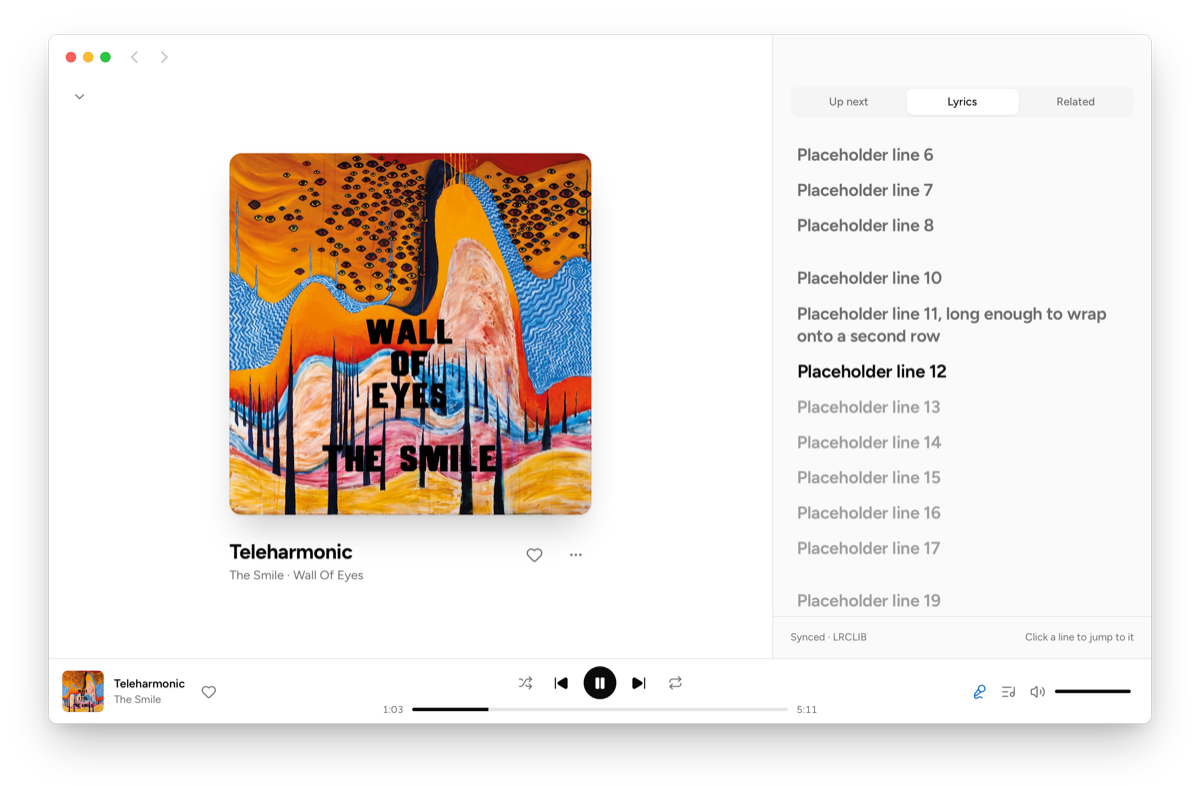 Up next
Lyrics
Related
Placeholder line 6
Placeholder line 7
Placeholder line 8
Placeholder line 10
Placeholder line 11, long enough to wrap
onto a second row
Placeholder line 12
Placeholder line 13
Placeholder line 14
Placeholder line 15
Placeholder line 16
Placeholder line 17
Placeholder line 19
Synced · LRCLIB
Click a line to jump to it
WALL
OF
EYES
THE SMILE
Teleharmonic
The Smile · Wall Of Eyes
Teleharmonic
The Smile
1:03
5:11